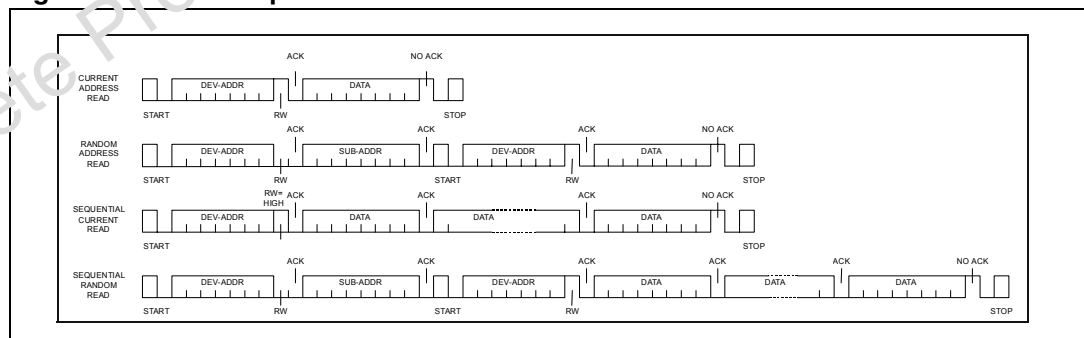 ACK NO ACK
CURRENT
ADDRESS
READ
DEV-ADDR DATA
START RW STOP
ACK ACK ACK NO ACK
RANDOM
ADDRESS
READ
DEV-ADDR SUB-ADDR DEV-ADDR DATA
START RW START RW STOP
RW=
HIGH
ACK ACK ACK NO ACK
SEQUENTIAL
CURRENT
READ
DEV-ADDR DATA DATA DATA
START STOP
ACK ACK ACK ACK ACK NO ACK
SEQUENTIAL
RANDOM
READ
DEV-ADDR SUB-ADDR DEV-ADDR DATA DATA DATA
START RW START RW STOP